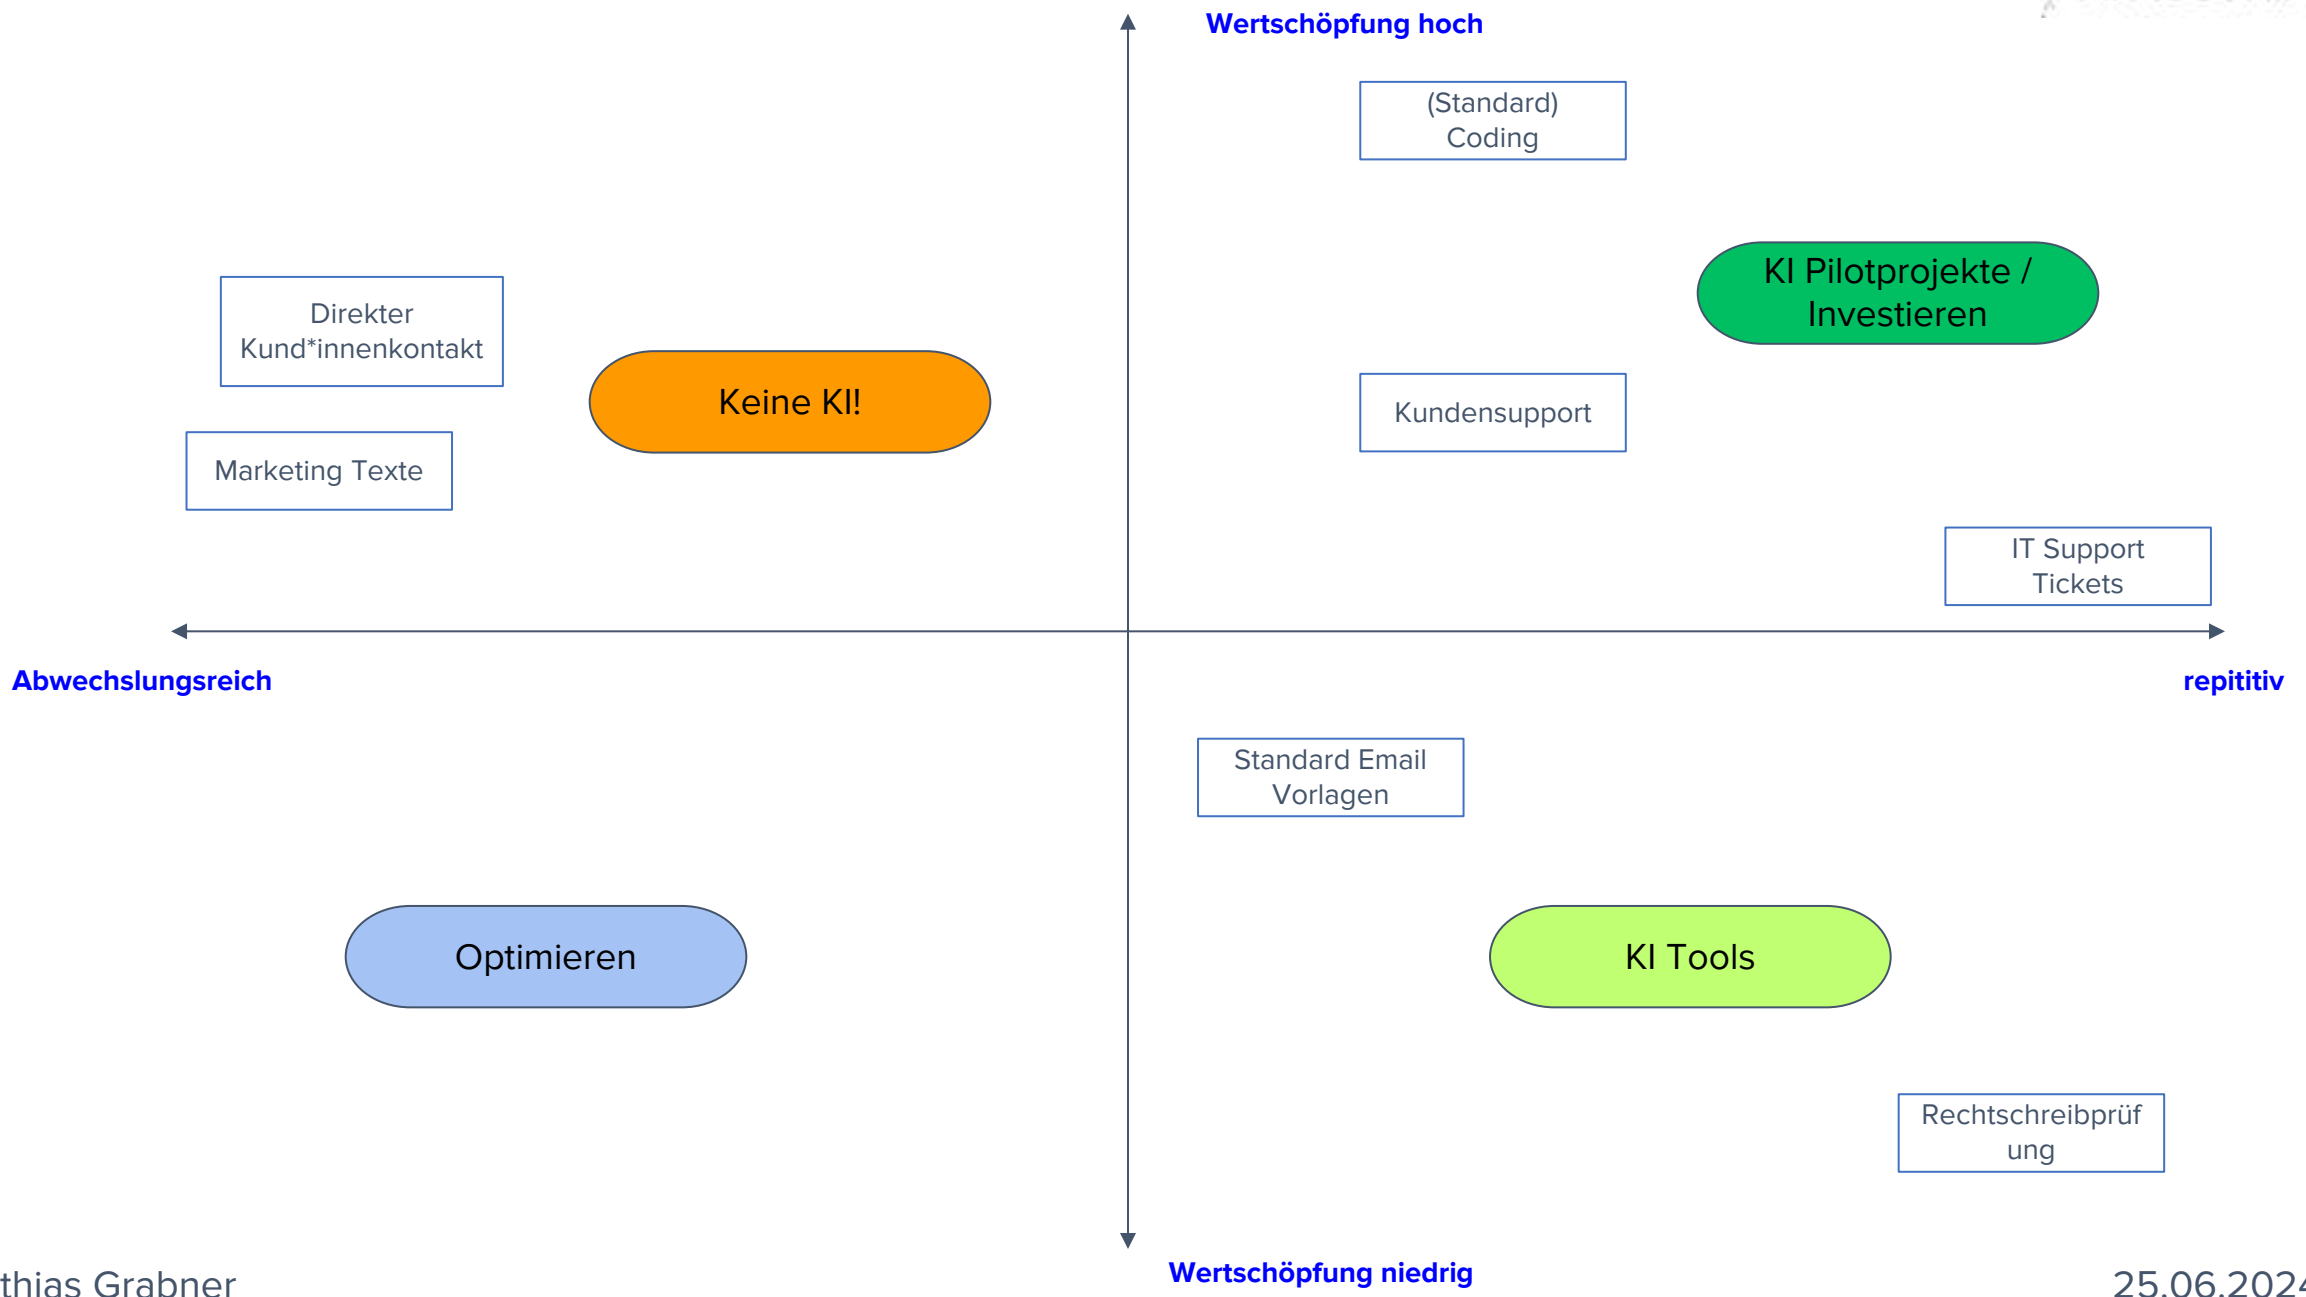 Wertschöpfung hoch
(Standard)
Coding
KI Pilotprojekte /
Investieren
Direkter
Kund*innenkontakt
Keine KI!
Kundensupport
Marketing Texte
IT Support
Tickets
Abwechslungsreich
repititiv
Standard Email
Vorlagen
Optimieren
KI Tools
Rechtschreibprüf
ung
Wertschöpfung niedrig
thias Grabner
25.06.2024